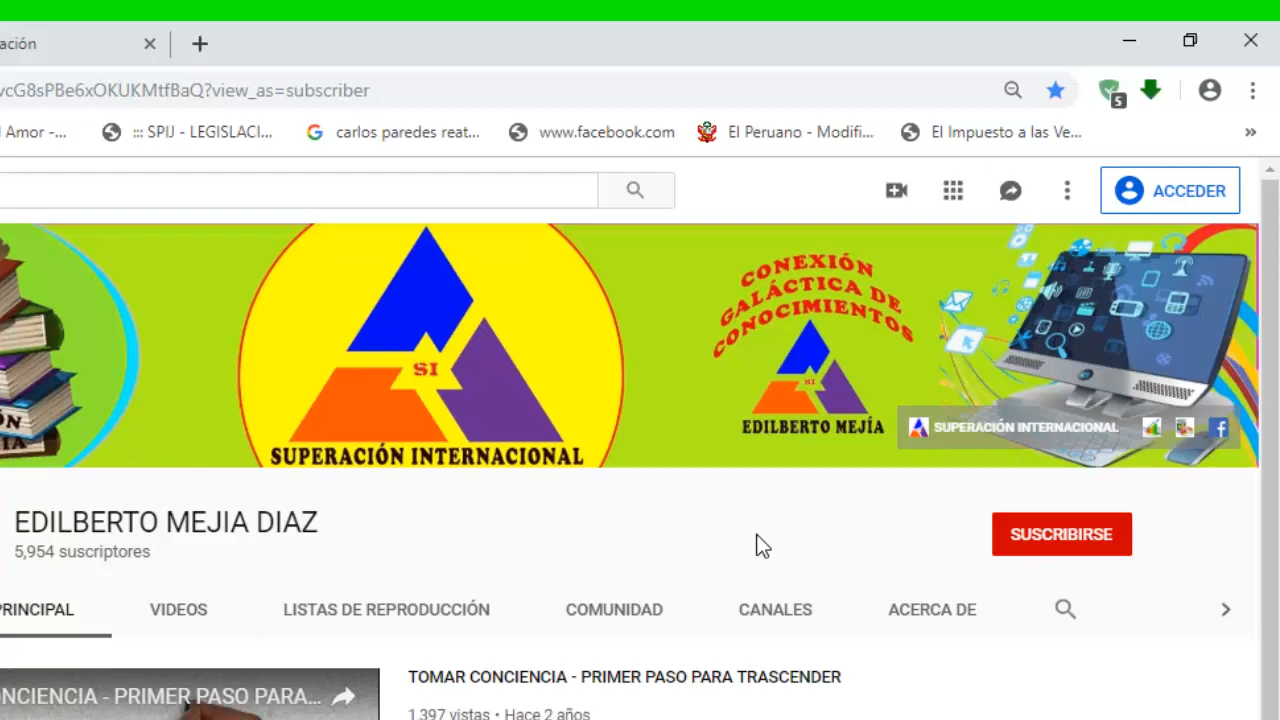 ación
vcG8sPBe6xOKUKMtfBaQ?view_as=subscriber
5
l Amor -...
::: SPIJ - LEGISLACI...
carlos paredes reat...
www.facebook.com
El Peruano - Modifi...
El Impuesto a las Ve...
»
ACCEDER
SI
SUPERACIÓN INTERNACIONAL
CONEXIÓN
GALÁCTICA DE
CONOCIMIENTOS
SI
EDILBERTO MEJÍA
SUPERACIÓN INTERNACIONAL
EDILBERTO MEJIA DIAZ
5,954 suscriptores
SUSCRIBIRSE
PRINCIPAL
VIDEOS
LISTAS DE REPRODUCCIÓN
COMUNIDAD
CANALES
ACERCA DE
NCIENCIA - PRIMER PASO PARA...
TOMAR CONCIENCIA - PRIMER PASO PARA TRASCENDER
1,397 vistas • Hace 2 años